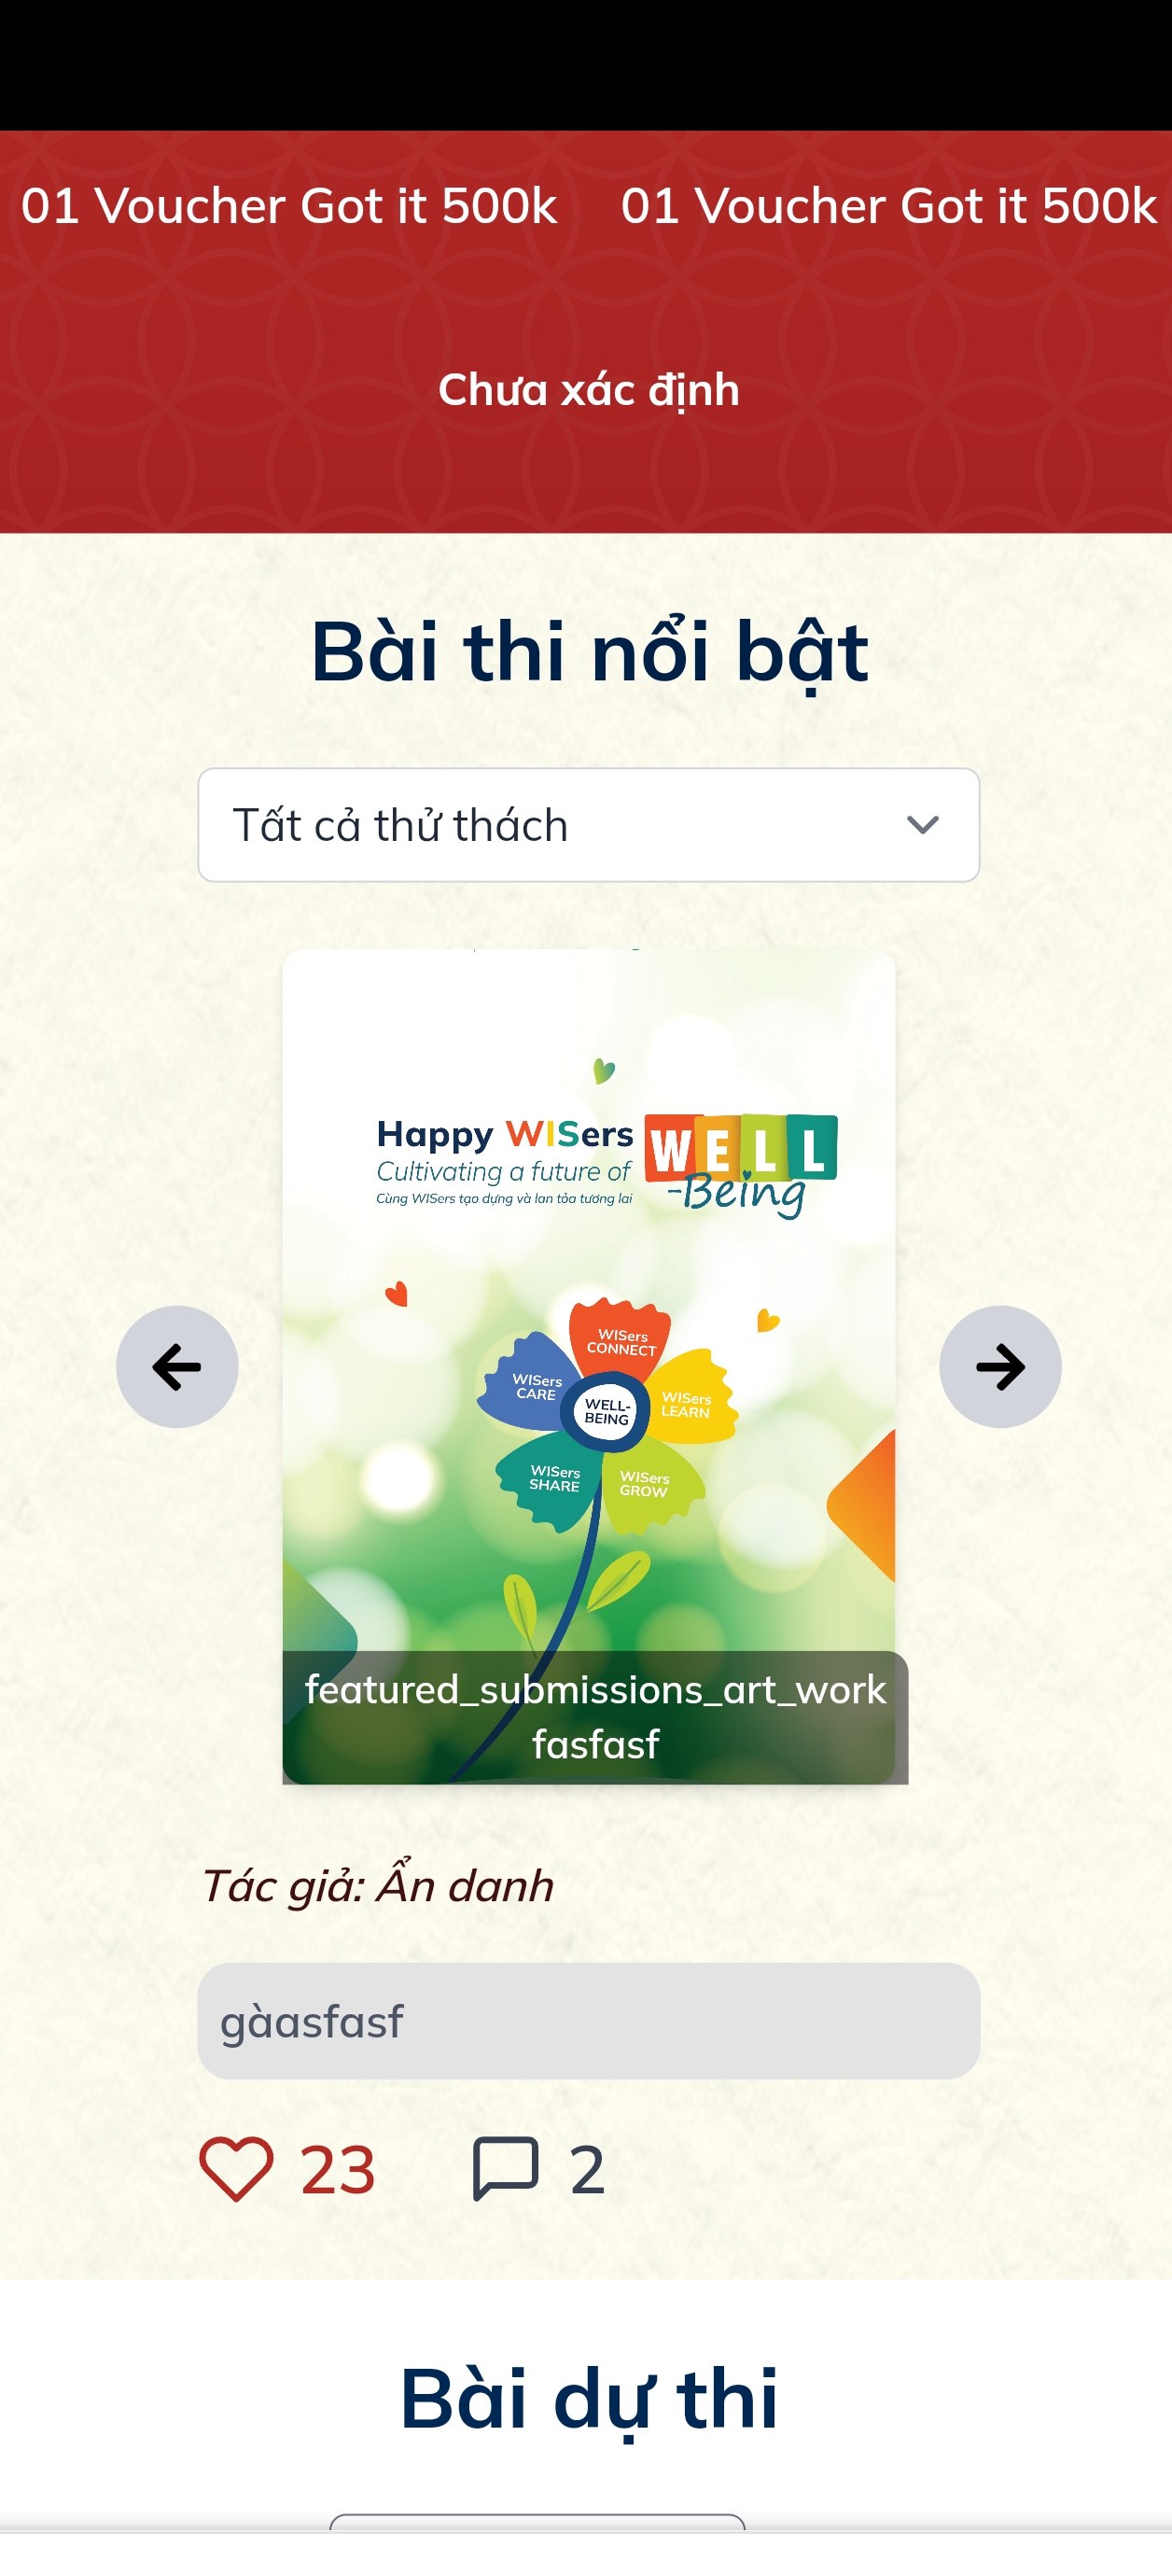 01 Voucher Got it 500k 01 Voucher Got it 500k
Chưa xác định
Bài thi nổi bật
Tất cả thử thách
Happy WISers WELL
Cultivating a future of -Being
Cùng WISers tạo dựng và lan tỏa tương lai
WISers
CONNECT
WISers
CARE
WISers
LEARN
WELL-
BEING
WISers
SHARE
WISers
GROW
featured_submissions_art_work
fasfasf
Tác giả: Ẩn danh
gàasfasf
23 2
Bài dự thi